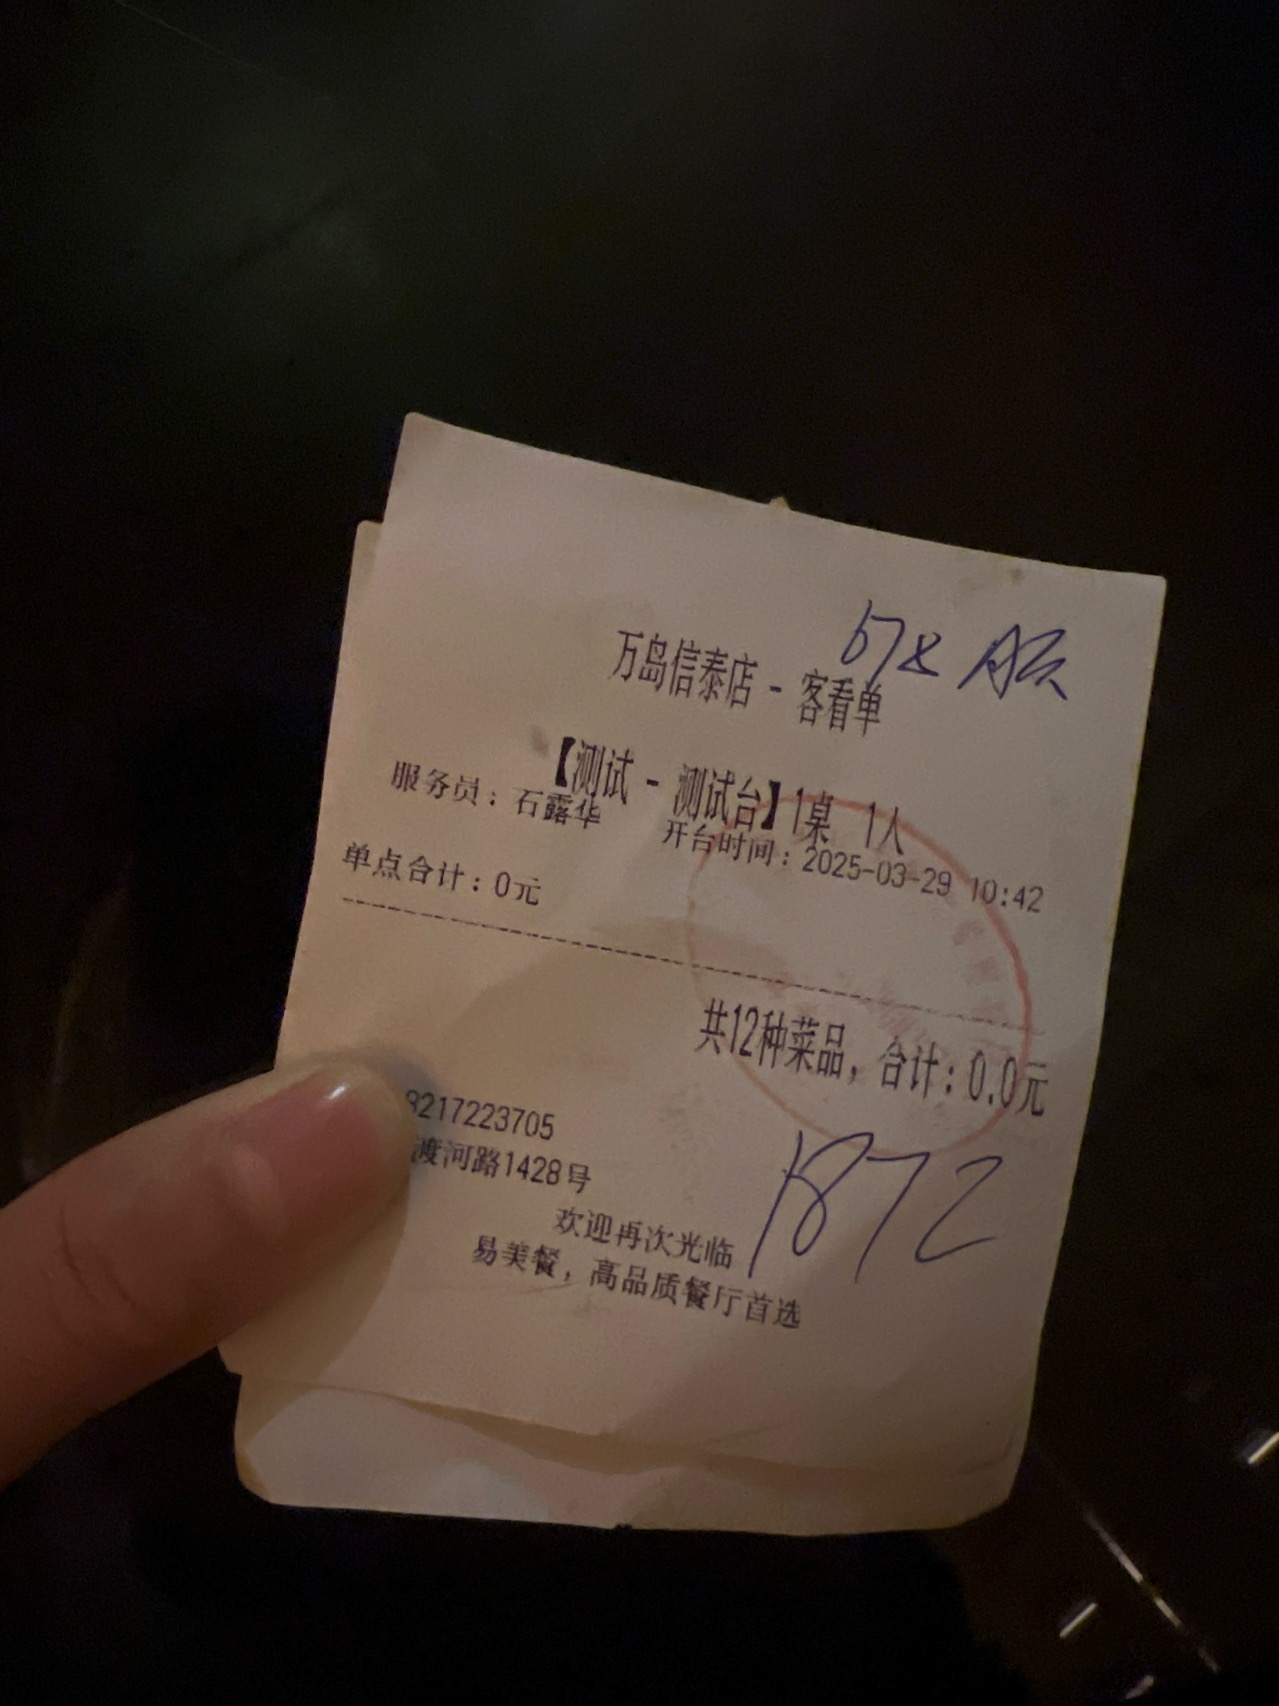 678
万岛信泰店 - 客看单
【测试 - 测试台】1桌 1人
服务员：石露华 开台时间：2025-03-29 10:42
单点合计：0元
共12种菜品，合计：0.0元
8217223705
渡河路1428号
1872
欢迎再次光临
易美餐，高品质餐厅首选